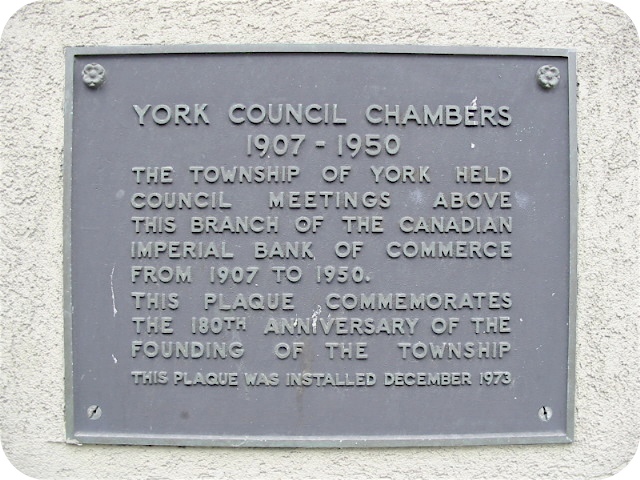 YORK COUNCIL CHAMBERS
1907 - 1950
THE TOWNSHIP OF YORK HELD
COUNCIL MEETINGS ABOVE
THIS BRANCH OF THE CANADIAN
IMPERIAL BANK OF COMMERCE
FROM 1907 TO 1950.
THIS PLAQUE COMMEMORATES
THE 180TH ANNIVERSARY OF THE
FOUNDING OF THE TOWNSHIP
THIS PLAQUE WAS INSTALLED DECEMBER 1973